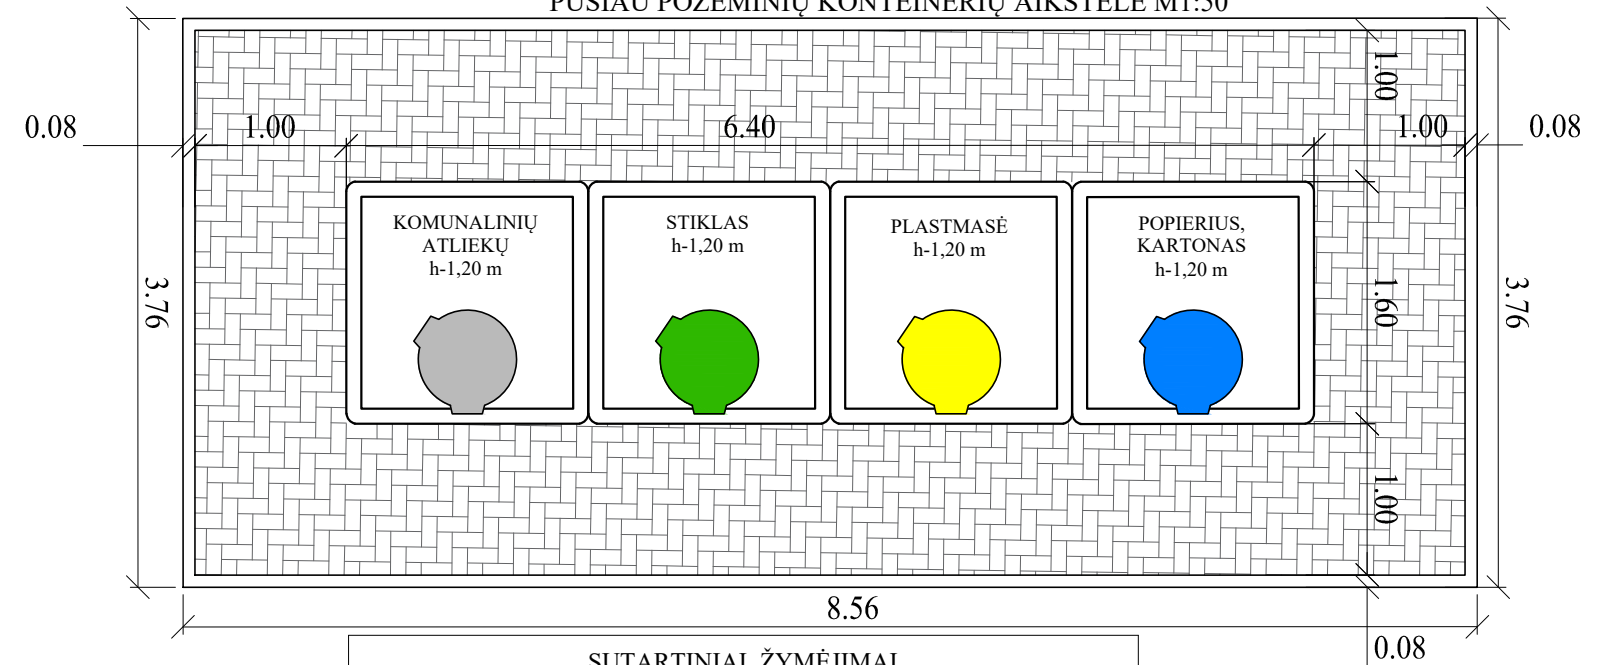 PUSIAU POŽEMINIŲ KONTEINERIŲ AIKŠTELĖ M1:50
0.08
1.00
6.40
1.00
0.08
1.00
KOMUNALINIŲ
ATLIEKŲ
h-1,20 m
STIKLAS
h-1,20 m
PLASTMASĖ
h-1,20 m
POPIERIUS,
KARTONAS
h-1,20 m
3.76
1.60
3.76
1.00
8.56
0.08
SUTARTINIAI ŽYMĖJIMAI